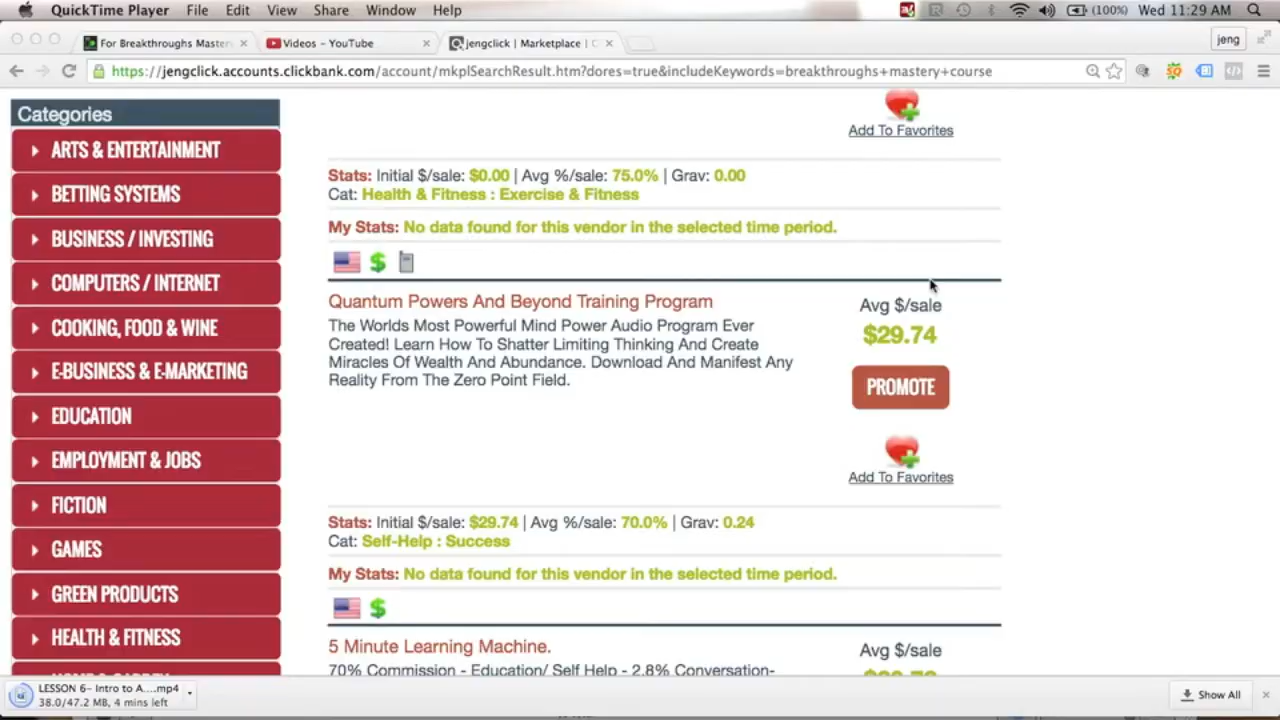 QuickTime Player File Edit View Share Window Help (100%) Wed 11:29 AM
For Breakthroughs Master Videos - YouTube jengclick | Marketplace | C jeng
https://jengclick.accounts.clickbank.com/account/mkplSearchResult.htm?dores=true&includeKeywords=breakthroughs+mastery+course
Categories
ARTS & ENTERTAINMENT
BETTING SYSTEMS
BUSINESS / INVESTING
COMPUTERS / INTERNET
COOKING, FOOD & WINE
E-BUSINESS & E-MARKETING
EDUCATION
EMPLOYMENT & JOBS
FICTION
GAMES
GREEN PRODUCTS
HEALTH & FITNESS
Add To Favorites
Stats: Initial $/sale: $0.00 | Avg %/sale: 75.0% | Grav: 0.00
Cat: Health & Fitness : Exercise & Fitness
My Stats: No data found for this vendor in the selected time period.
Quantum Powers And Beyond Training Program
The Worlds Most Powerful Mind Power Audio Program Ever
Created! Learn How To Shatter Limiting Thinking And Create
Miracles Of Wealth And Abundance. Download And Manifest Any
Reality From The Zero Point Field.
Avg $/sale
$29.74
PROMOTE
Add To Favorites
Stats: Initial $/sale: $29.74 | Avg %/sale: 70.0% | Grav: 0.24
Cat: Self-Help : Success
My Stats: No data found for this vendor in the selected time period.
5 Minute Learning Machine.
70% Commission - Education/ Self Help - 2.8% Conversation-
Avg $/sale
LESSON 6- Intro to A....mp4
38.0/47.2 MB, 4 mins left
Show All